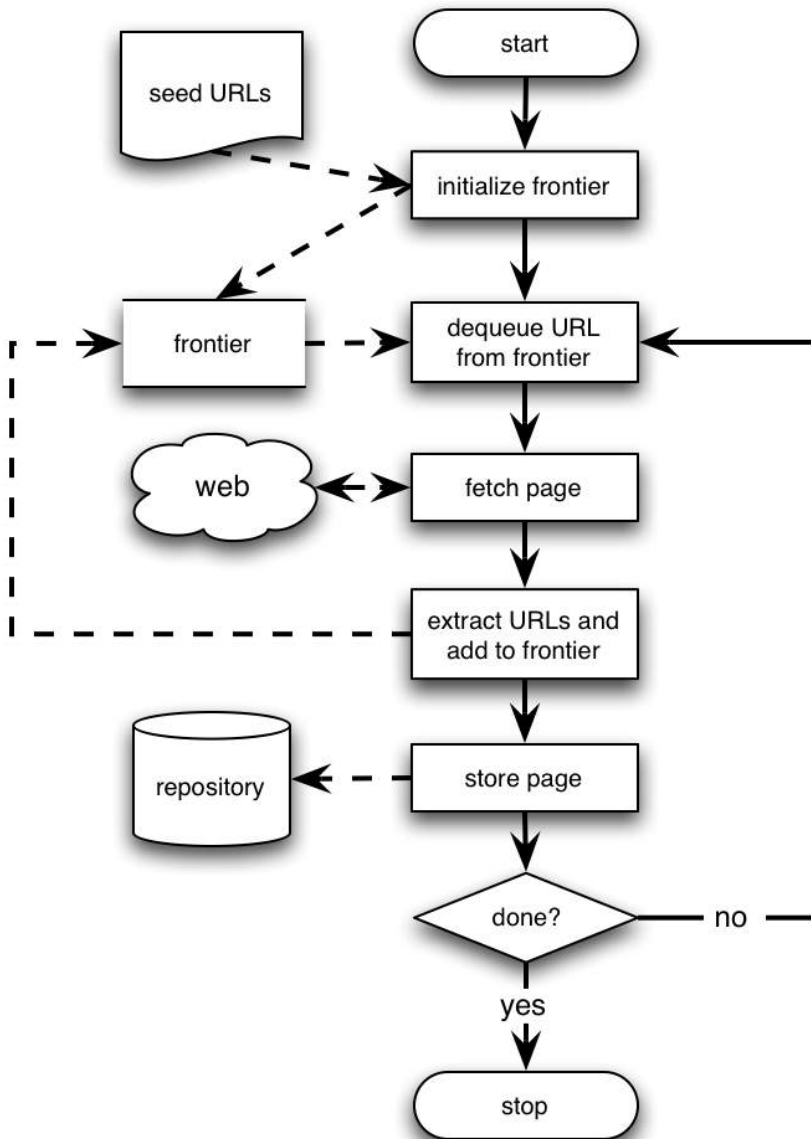 start
seed URLs
initialize frontier
frontier
dequeue URL
from frontier
web
fetch page
extract URLs and
add to frontier
repository
store page
done?
no
yes
stop